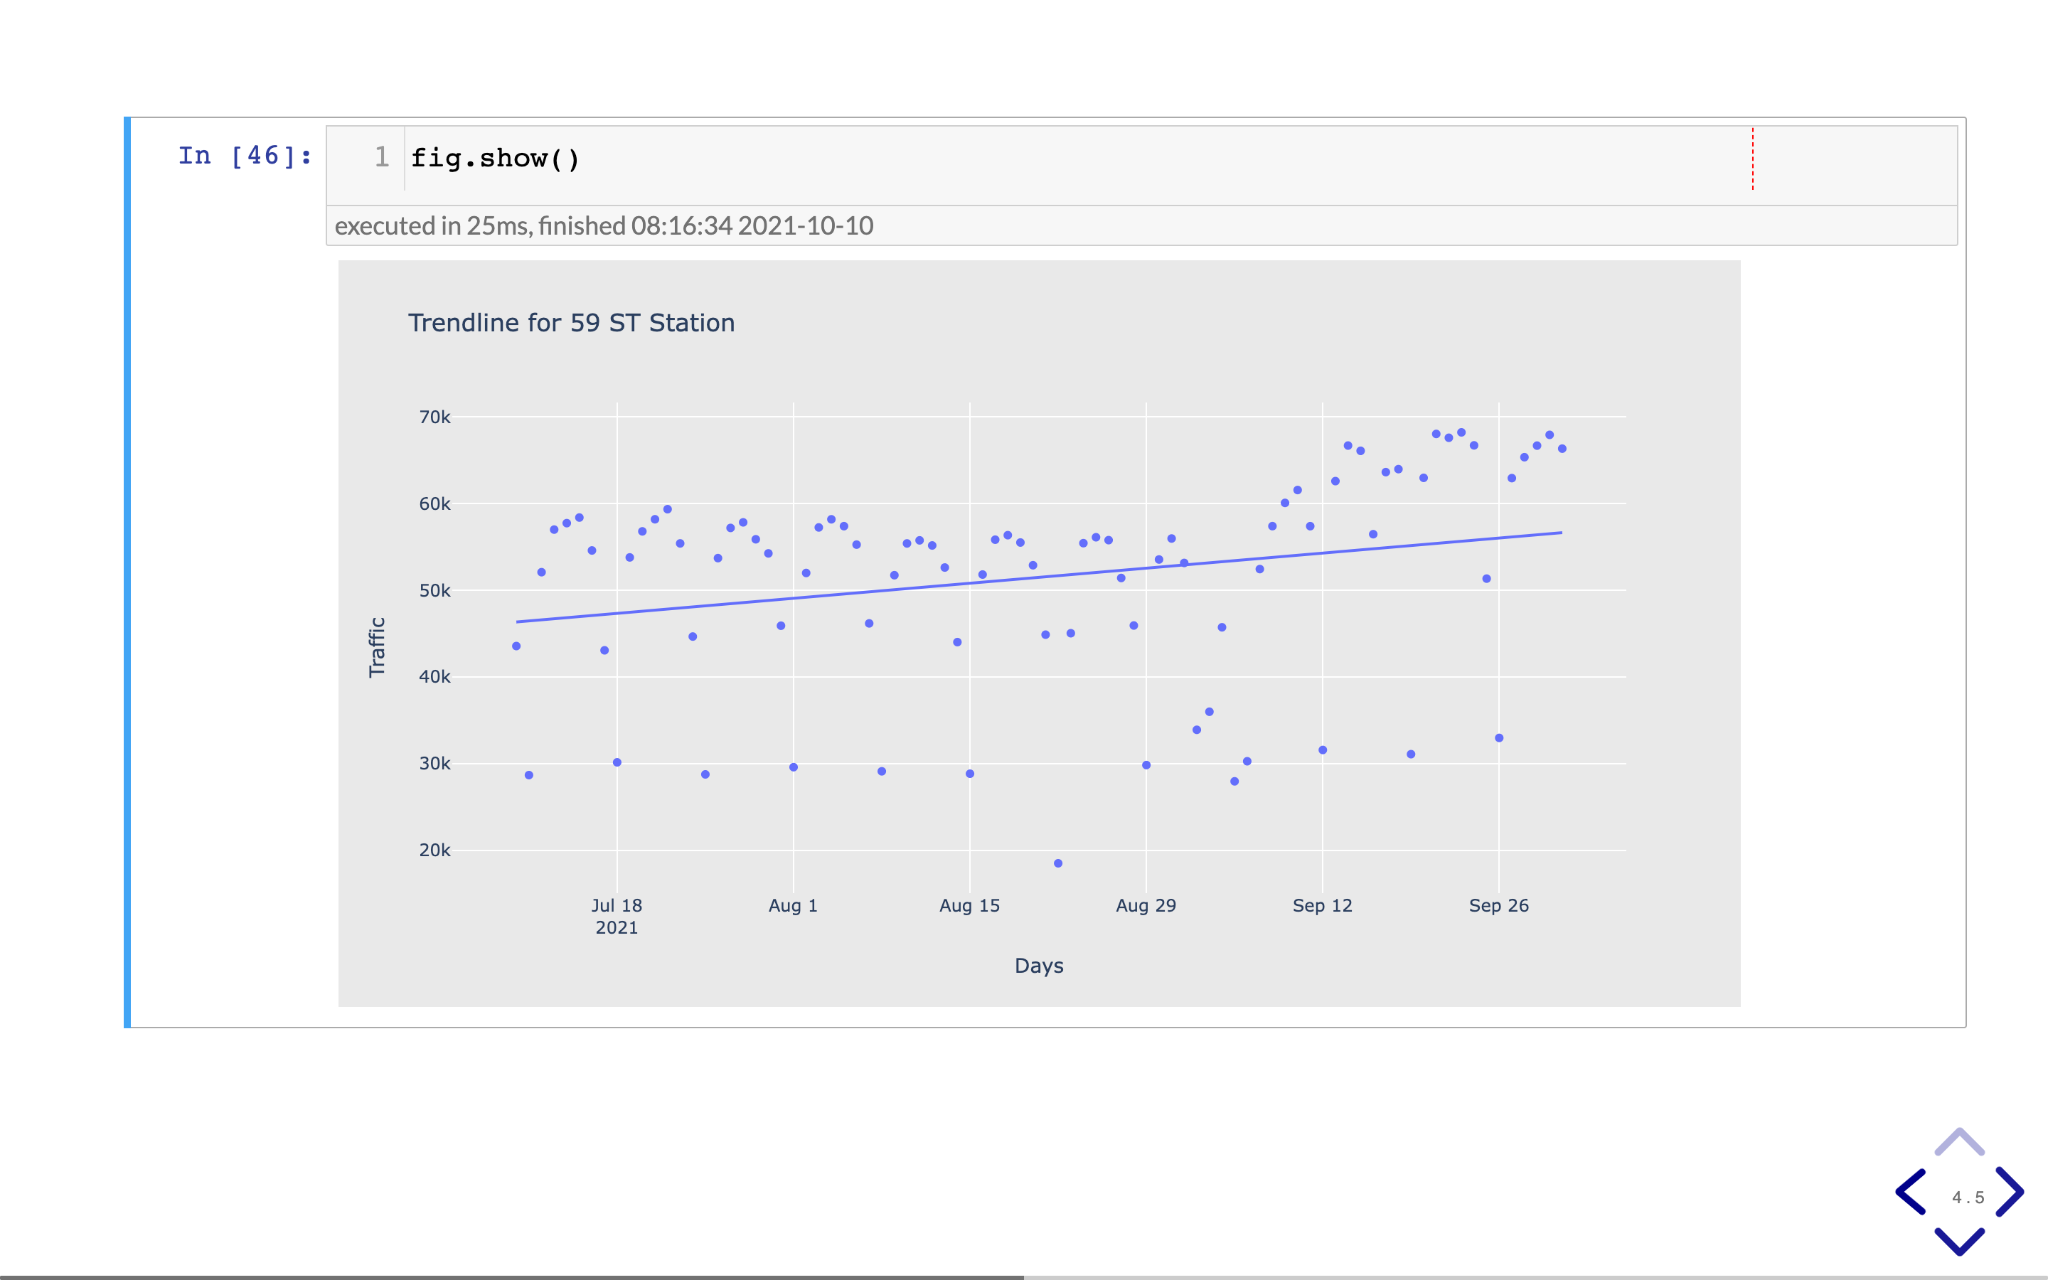 In [46]:
1 fig.show()
executed in 25ms, finished 08:16:34 2021-10-10
Trendline for 59 ST Station
70k
60k
50k
40k
30k
20k
Traffic
Jul 18 Aug 1 Aug 15 Aug 29 Sep 12 Sep 26
2021
Days
4.5